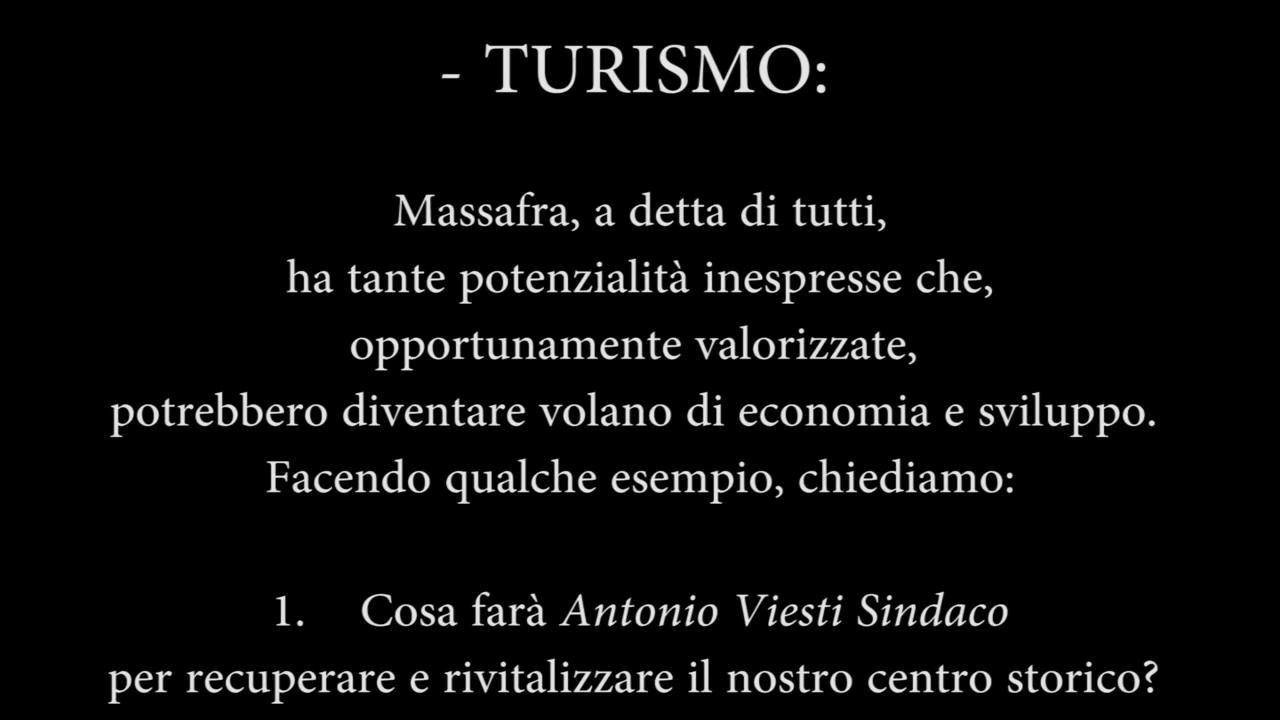 - TURISMO:
Massafra, a detta di tutti,
ha tante potenzialità inespresse che,
opportunamente valorizzate,
potrebbero diventare volano di economia e sviluppo.
Facendo qualche esempio, chiediamo:
1. Cosa farà Antonio Viesti Sindaco
per recuperare e rivitalizzare il nostro centro storico?